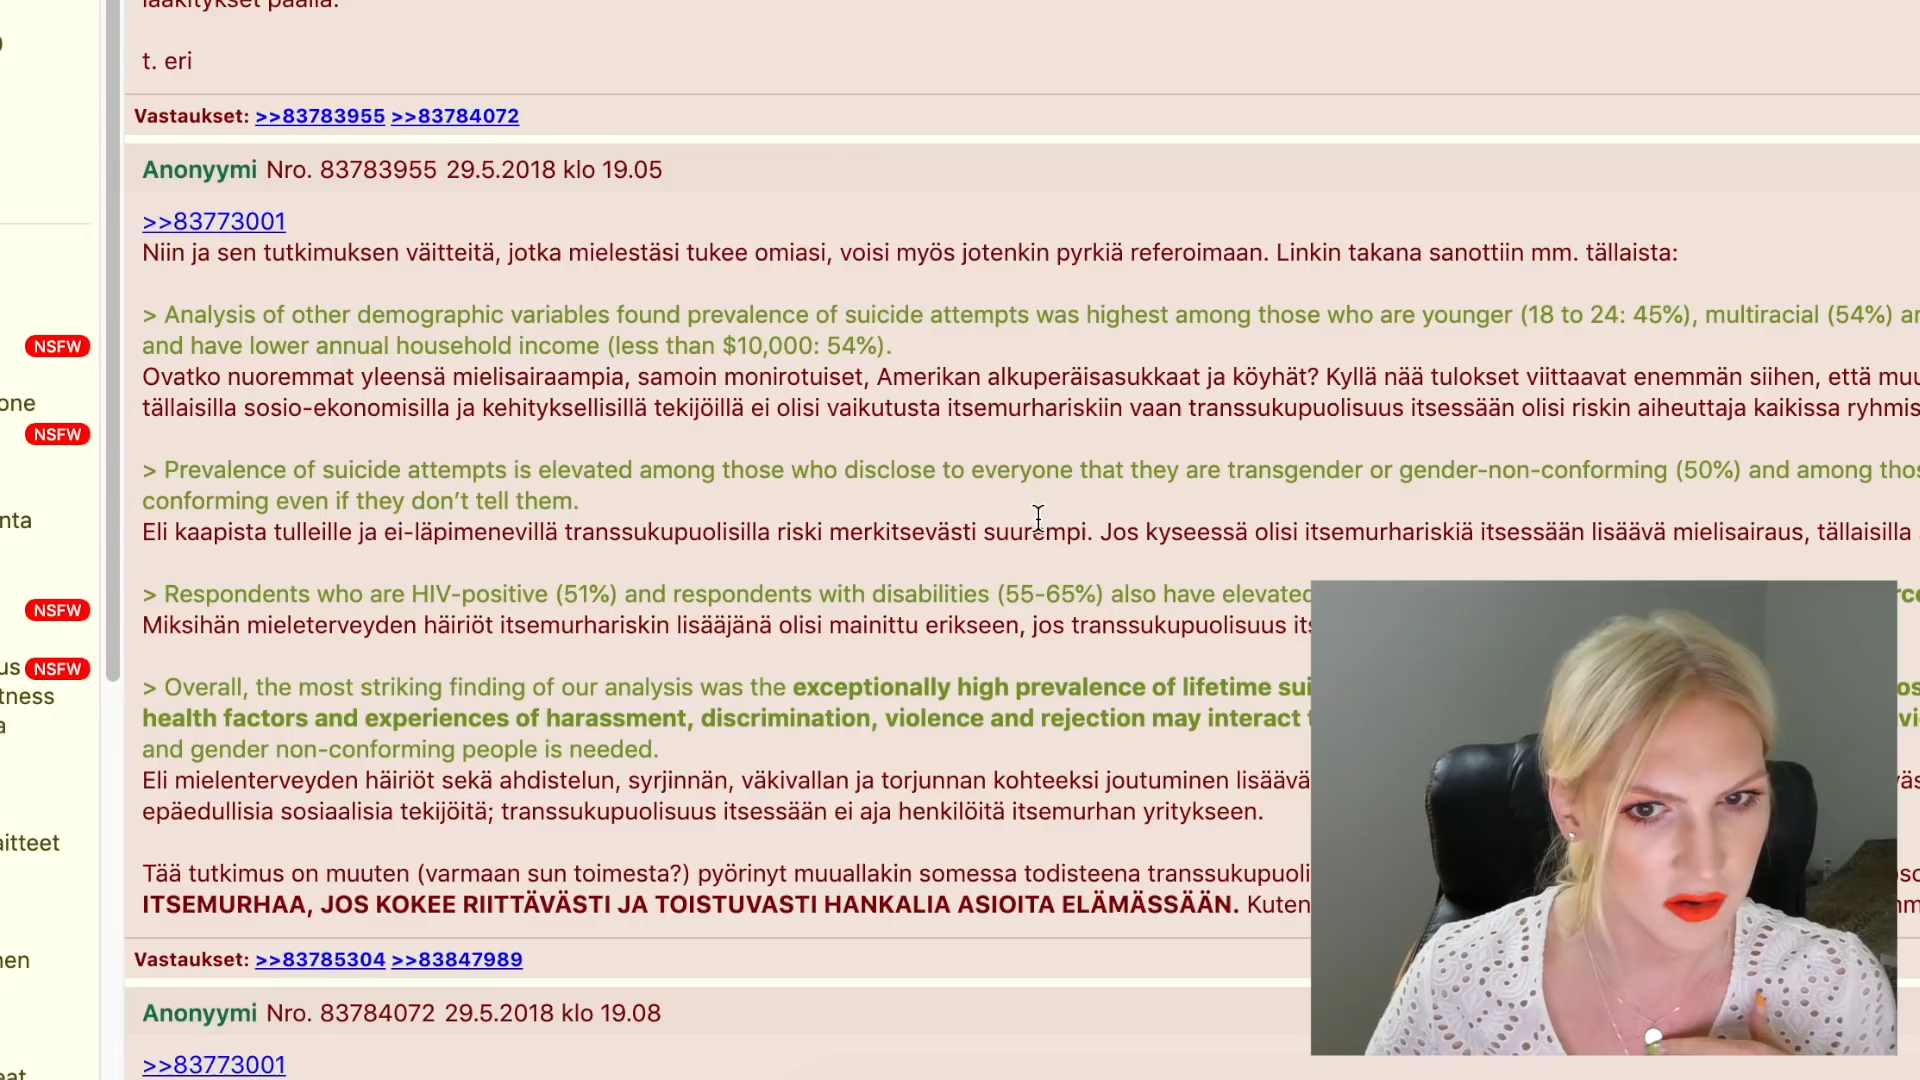 t. eri
Vastaukset: >>83783955 >>83784072
Anonyymi Nro. 83783955 29.5.2018 klo 19.05
>>83773001
Niin ja sen tutkimuksen väitteitä, jotka mielestäsi tukee omiasi, voisi myös jotenkin pyrkiä referoimaan. Linkin takana sanottiin mm. tällaista:
> Analysis of other demographic variables found prevalence of suicide attempts was highest among those who are younger (18 to 24: 45%), multiracial (54%)
NSFW
and have lower annual household income (less than $10,000: 54%).
Ovatko nuoremmat yleensä mielisairaampia, samoin monirotuiset, Amerikan alkuperäisasukkaat ja köyhät? Kyllä nää tulokset viittaavat enemmän siihen, että
one
tällaisilla sosio-ekonomisilla ja kehityksellisillä tekijöillä ei olisi vaikutusta itsemurhariskiin vaan transsukupuolisuus itsessään olisi riskin aiheuttaja kaikissa
NSFW
> Prevalence of suicide attempts is elevated among those who disclose to everyone that they are transgender or gender-non-conforming (50%) and among
conforming even if they don’t tell them.
nta
Eli kaapista tulleille ja ei-läpimenevillä transsukupuolisilla riski merkitsevästi suurempi. Jos kyseessä olisi itsemurhariskiä itsessään lisäävä mielisairaus, tällaisilla
> Respondents who are HIV-positive (51%) and respondents with disabilities (55-65%) also have elevated
NSFW
Miksihän mieleterveyden häiriöt itsemurhariskin lisääjänä olisi mainittu erikseen, jos transsukupuolisuus
us NSFW
> Overall, the most striking finding of our analysis was the exceptionally high prevalence of lifetime
tness
health factors and experiences of harassment, discrimination, violence and rejection may interact
and gender non-conforming people is needed.
Eli mielenterveyden häiriöt sekä ahdistelun, syrjinnän, väkivallan ja torjunnan kohteeksi joutuminen lisäävä
epäedullisia sosiaalisia tekijöitä; transsukupuolisuus itsessään ei aja henkilöitä itsemurhan yritykseen.
aitteet
Tää tutkimus on muuten (varmaan sun toimesta?) pyörinyt muuallakin somessa todisteena
ITSEMURHAA, JOS KOKEE RIITTÄVÄSTI JA TOISTUVASTI HANKALIA ASIOITA ELÄMÄSSÄÄN. Kuten
Vastaukset: >>83785304 >>83847989
nen
Anonyymi Nro. 83784072 29.5.2018 klo 19.08
>>83773001